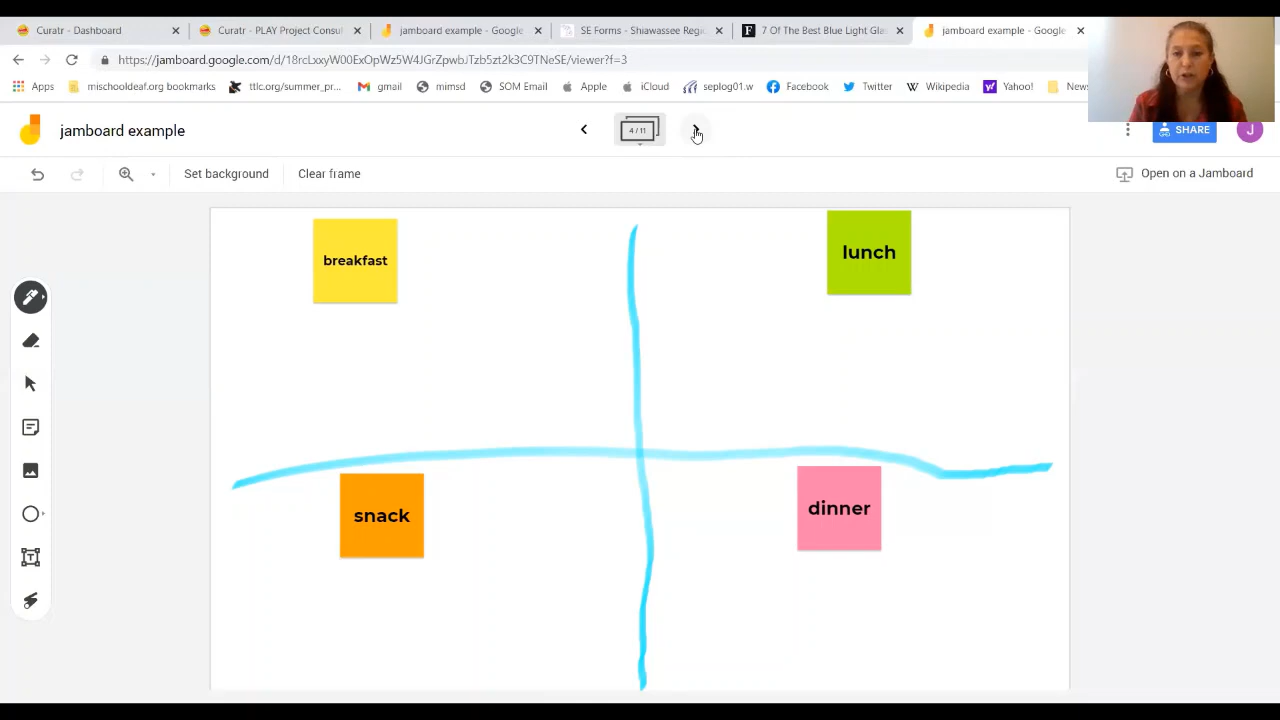 Curatr - Dashboard
Curatr - PLAY Project Consul
jamboard example - Google
SE Forms - Shiawassee Regi
7 Of The Best Blue Light Gla
jamboard example - Google
https://jamboard.google.com/d/18rcLxxyW00ExOpWz5W4JGrZpwbJTzb5zt2k3C9TNeSE/viewer?f=3
Apps
mischooldeaf.org bookmarks
ttlc.org/summer_pr...
gmail
mimsd
SOM Email
Apple
iCloud
seplog01.w
Facebook
Twitter
Wikipedia
Yahoo!
News
jamboard example
4 / 11
SHARE
J
Set background
Clear frame
Open on a Jamboard
breakfast
lunch
snack
dinner